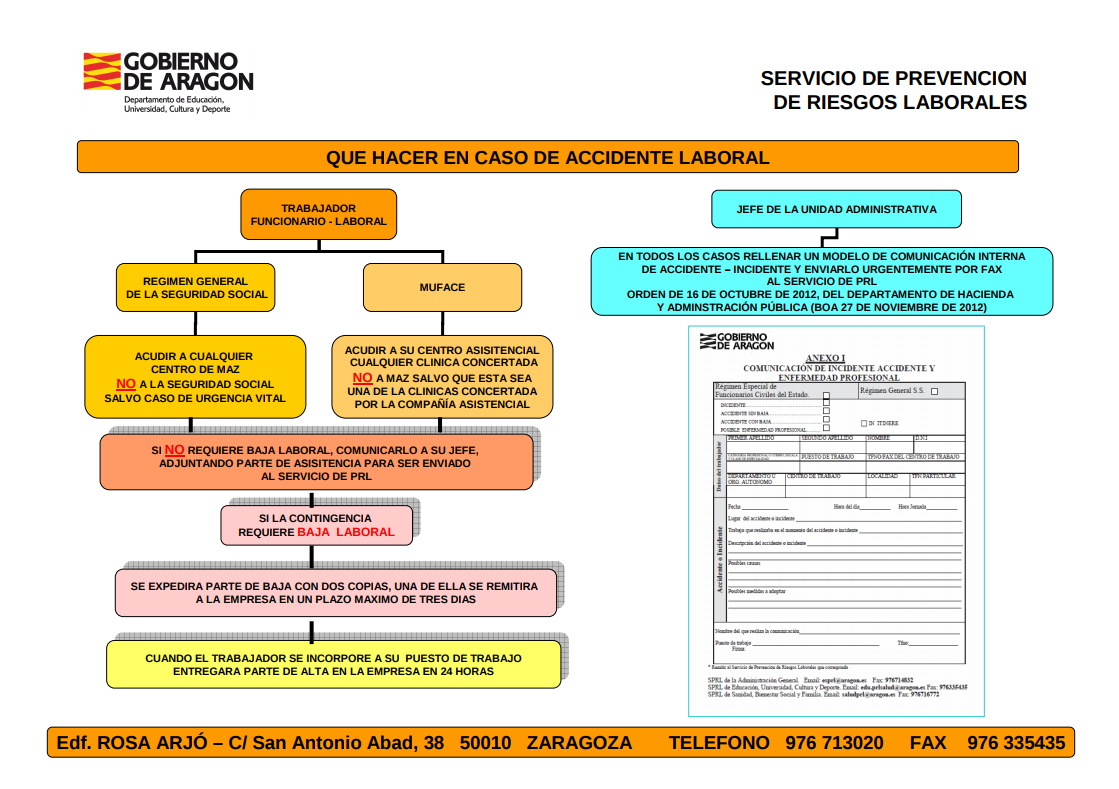 GOBIERNO
DE ARAGON
Departamento de Educación,
Universidad, Cultura y Deporte
SERVICIO DE PREVENCION
DE RIESGOS LABORALES
QUE HACER EN CASO DE ACCIDENTE LABORAL
TRABAJADOR
FUNCIONARIO - LABORAL
REGIMEN GENERAL
DE LA SEGURIDAD SOCIAL
MUFACE
ACUDIR A CUALQUIER
CENTRO DE MAZ
NO A LA SEGURIDAD SOCIAL
SALVO CASO DE URGENCIA VITAL
ACUDIR A SU CENTRO ASISITENCIAL
CUALQUIER CLINICA CONCERTADA
NO A MAZ SALVO QUE ESTA SEA
UNA DE LA CLINICAS CONCERTADA
POR LA COMPAÑÍA ASISTENCIAL
SI NO REQUIERE BAJA LABORAL, COMUNICARLO A SU JEFE,
ADJUNTANDO PARTE DE ASISITENCIA PARA SER ENVIADO
AL SERVICIO DE PRL
SI LA CONTINGENCIA
REQUIERE BAJA LABORAL
SE EXPEDIRA PARTE DE BAJA CON DOS COPIAS, UNA DE ELLA SE REMITIRA
A LA EMPRESA EN UN PLAZO MAXIMO DE TRES DIAS
CUANDO EL TRABAJADOR SE INCORPORE A SU PUESTO DE TRABAJO
ENTREGARA PARTE DE ALTA EN LA EMPRESA EN 24 HORAS
JEFE DE LA UNIDAD ADMINISTRATIVA
EN TODOS LOS CASOS RELLENAR UN MODELO DE COMUNICACIÓN INTERNA
DE ACCIDENTE – INCIDENTE Y ENVIARLO URGENTEMENTE POR FAX
AL SERVICIO DE PRL
ORDEN DE 16 DE OCTUBRE DE 2012, DEL DEPARTAMENTO DE HACIENDA
Y ADMINSTRACIÓN PÚBLICA (BOA 27 DE NOVIEMBRE DE 2012)
GOBIERNO
DE ARAGON
ANEXO I
COMUNICACIÓN DE INCIDENTE ACCIDENTE Y
ENFERMEDAD PROFESIONAL
Régimen Especial de
Funcionarios Civiles del Estado.
Régimen General S.S.
INCIDENTE
ACCIDENTE SIN BAJA
ACCIDENTE CON BAJA
POSIBLE ENFERMEDAD PROFESIONAL
IN ITINERE
Datos del trabajador
PRIMER APELLIDO SEGUNDO APELLIDO NOMBRE D.N.I
PUESTO DE TRABAJO TFNO/FAX DEL CENTRO DE TRABAJO
DEPARTAMENTO U
ORG. AUTONOMO
CENTRO DE TRABAJO LOCALIDAD TFN PARTICULAR
Accidente o Incidente
Fecha Hora del día Hora Jornada
Lugar del accidente o incidente
Trabajo que realizaba en el momento del accidente o incidente
Descripción del accidente o incidente
Posibles causas
Posibles medidas a adoptar
Nombre del que realiza la comunicación
Puesto de trabajo Tfno:
Firma:
* Remitir al Servicio de Prevención de Riesgos Laborales que corresponda
SPRL de la Administración General. Email: esprl@aragon.es Fax: 976714832
SPRL de Educación, Universidad, Cultura y Deporte. Email: edu.prlsalud@aragon.es Fax: 976335435
SPRL de Sanidad, Bienestar Social y Familia. Email: saludprl@aragon.es Fax: 976716772
Edf. ROSA ARJÓ – C/ San Antonio Abad, 38 50010 ZARAGOZA TELEFONO 976 713020 FAX 976 335435